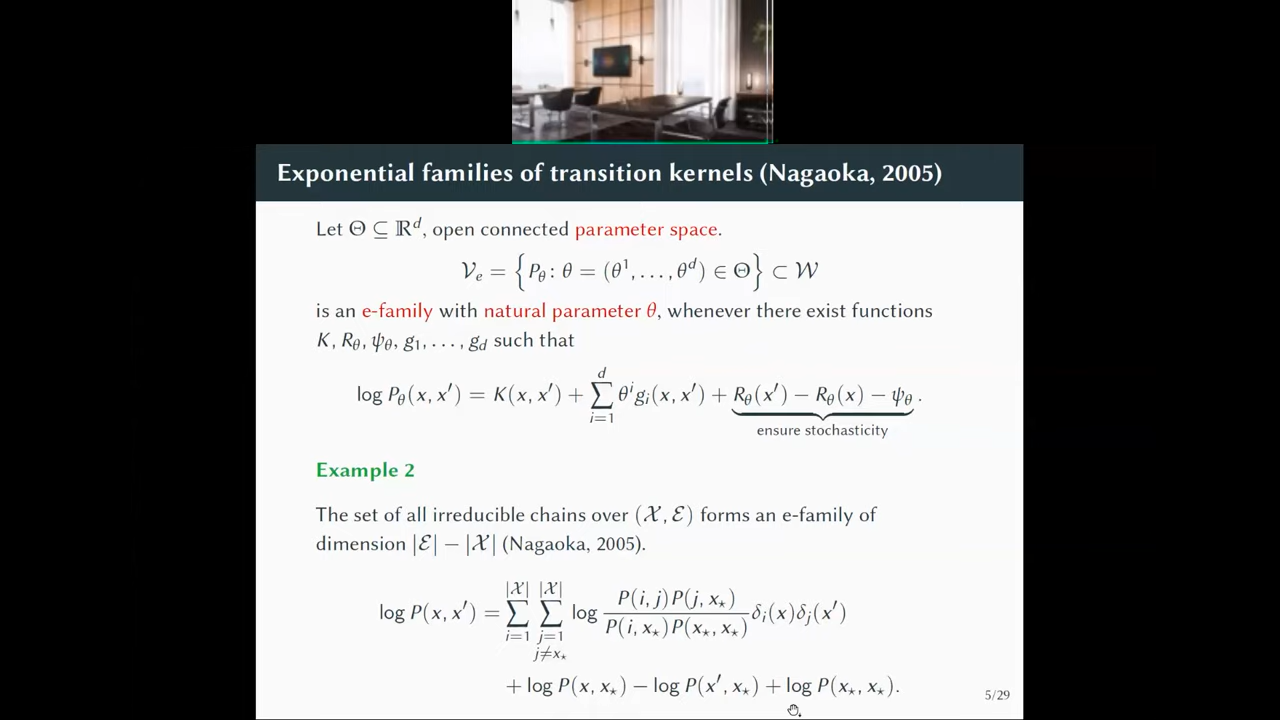 Exponential families of transition kernels (Nagaoka, 2005)
Let Θ ⊆ ℝ^d, open connected parameter space.
𝒱_e = { P_θ : θ = (θ^1, . . . , θ^d) ∈ Θ } ⊂ 𝒲
is an e-family with natural parameter θ, whenever there exist functions
K, R_θ, ψ_θ, g_1, . . . , g_d such that
log P_θ(x, x′) = K(x, x′) + ∑_{i=1}^{d} θ^i g_i(x, x′) + R_θ(x′) − R_θ(x) − ψ_θ .
ensure stochasticity
Example 2
The set of all irreducible chains over (𝒳, ℰ) forms an e-family of
dimension |ℰ| − |𝒳| (Nagaoka, 2005).
log P(x, x′) = ∑_{i=1}^{|𝒳|} ∑_{j=1, j≠x⋆}^{|𝒳|} log \frac{P(i, j)P(j, x⋆)}{P(i, x⋆)P(x⋆, x⋆)} δ_i(x)δ_j(x′)
+ log P(x, x⋆) − log P(x′, x⋆) + log P(x⋆, x⋆).
5/29